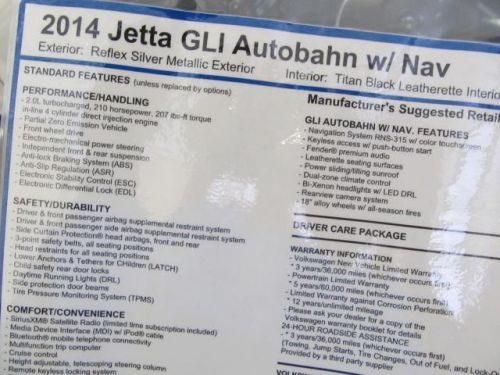 2014 Jetta GLI Autobahn w/ Nav
Exterior: Reflex Silver Metallic Exterior
Interior: Titan Black Leatherette Interior
STANDARD FEATURES (unless replaced by options)
PERFORMANCE/HANDLING
- 2.0L turbocharged, 210 horsepower, 207 lbs-ft torque
in-line 4 cylinder direct injection engine
- Partial Zero Emission Vehicle
- Front wheel drive
- Electro-mechanical power steering
- Independent front & rear suspension
- Anti-lock Braking System (ABS)
- Anti-Slip Regulation (ASR)
- Electronic Stability Control (ESC)
- Electronic Differential Lock (EDL)
SAFETY/DURABILITY
- Driver & front passenger airbag supplemental restraint system
- Driver & front passenger side airbag supplemental restraint system
- Side Curtain Protection® head airbags, front and rear
- 3-point safety belts, all seating positions
- Head restraints for all seating positions
- Lower Anchors & Tethers for CHildren (LATCH)
- Child safety rear door locks
- Daytime Running Lights (DRL)
- Side protection door beams
- Tire Pressure Monitoring System (TPMS)
COMFORT/CONVENIENCE
- SiriusXM® Satellite Radio (limited time subscription included)
- Media Device Interface (MDI) w/ iPod® cable
- Bluetooth® mobile telephone connectivity
- Multifunction trip computer
- Cruise control
- Height adjustable, telescoping steering column
- Remote keyless locking system
Manufacturer's Suggested Retail
GLI AUTOBAHN W/ NAV. FEATURES
- Navigation System RNS-315 w/ color touchscreen
- Keyless access w/ push-button start
- Fender® premium audio
- Leatherette seating surfaces
- Power sliding/tilting sunroof
- Dual-zone climate control
- Bi-Xenon headlights w/ LED DRL
- Rearview camera system
- 18" alloy wheels w/ all-season tires
DRIVER CARE PACKAGE
WARRANTY INFORMATION
- Volkswagen New Vehicle Limited Warranty
* 3 years/36,000 miles (whichever occurs first)
- Powertrain Limited Warranty
* 5 years/60,000 miles (whichever occurs first)
- Limited Warranty against Corrosion Perforation
* 12 years/unlimited mileage
- Please ask your dealer for a copy of the
Volkswagen warranty booklet for details
24-HOUR ROADSIDE ASSISTANCE
- * 3 years/36,000 miles (whichever occurs first)
(Towing, Jump Starts, Tire Changes, Out of Fuel, and Lock-O
Provided by a third party supplier